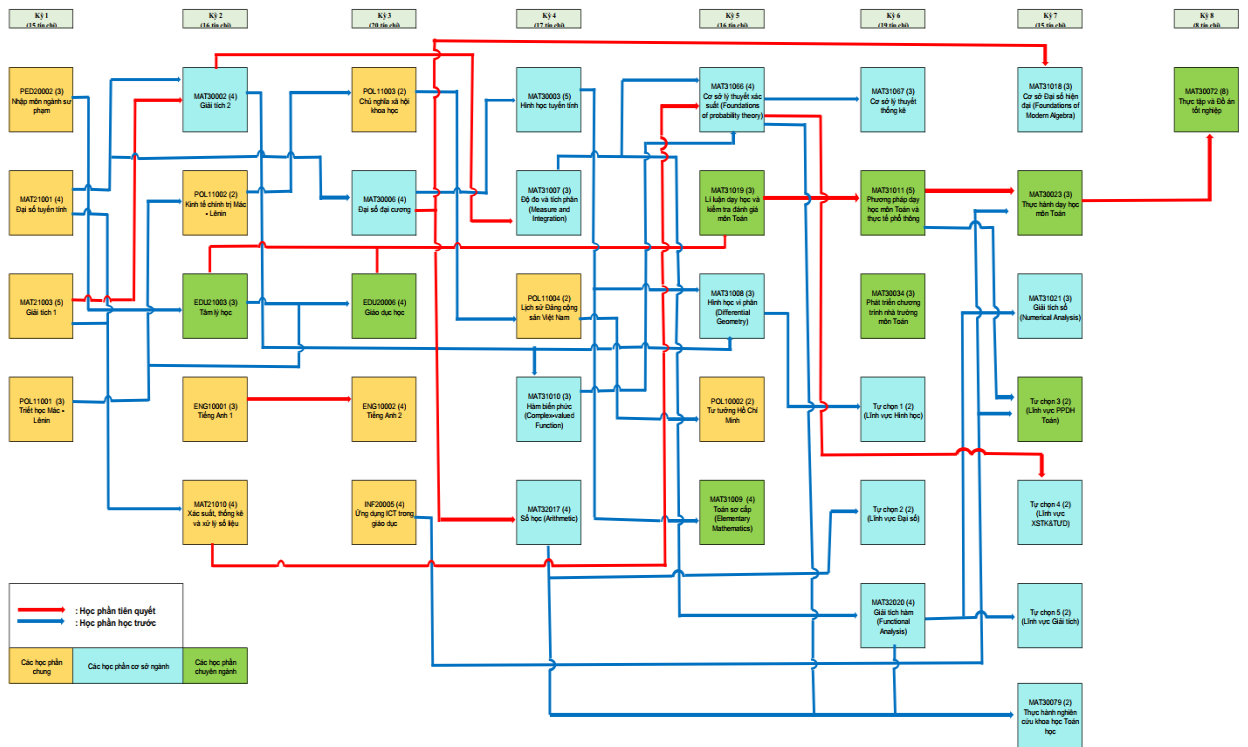 Kỳ 1
(15 tín chỉ)
Kỳ 2
(16 tín chỉ)
Kỳ 3
(20 tín chỉ)
Kỳ 4
(17 tín chỉ)
Kỳ 5
(16 tín chỉ)
Kỳ 6
(19 tín chỉ)
Kỳ 7
(15 tín chỉ)
Kỳ 8
(8 tín chỉ)
PED20002 (3)
Nhập môn ngành sư
phạm
MAT21001 (4)
Đại số tuyến tính
MAT21003 (5)
Giải tích 1
POL11001 (3)
Triết học Mác -
Lênin
MAT30002 (4)
Giải tích 2
POL11002 (2)
Kinh tế chính trị Mác
- Lênin
EDU21003 (3)
Tâm lý học
ENG10001 (3)
Tiếng Anh 1
MAT21010 (4)
Xác suất, thống kê
và xử lý số liệu
POL11003 (2)
Chủ nghĩa xã hội
khoa học
MAT30006 (4)
Đại số đại cương
EDU20006 (4)
Giáo dục học
ENG10002 (4)
Tiếng Anh 2
INF20005 (4)
Ứng dụng ICT trong
giáo dục
MAT30003 (5)
Hình học tuyến tính
MAT31007 (3)
Độ đo và tích phân
(Measure and
Integration)
POL11004 (2)
Lịch sử Đảng cộng
sản Việt Nam
MAT31010 (3)
Hàm biến phức
(Complex-valued
Function)
MAT32017 (4)
Số học (Arithmetic)
MAT31066 (4)
Cơ sở lý thuyết xác
suất (Foundations
of probability theory)
MAT31019 (3)
Lí luận dạy học và
kiểm tra đánh giá
môn Toán
MAT31008 (3)
Hình học vi phân
(Differential
Geometry)
POL10002 (2)
Tư tưởng Hồ Chí
Minh
MAT31009 (4)
Toán sơ cấp
(Elementary
Mathematics)
MAT31067 (3)
Cơ sở lý thuyết
thống kê
MAT31011 (5)
Phương pháp dạy
học môn Toán và
thực tế phổ thông
MAT30034 (3)
Phát triển chương
trình nhà trường
môn Toán
Tự chọn 1 (2)
(Lĩnh vực Hình học)
Tự chọn 2 (2)
(Lĩnh vực Đại số)
MAT32020 (4)
Giải tích hàm
(Functional
Analysis)
MAT31018 (3)
Cơ sở Đại số hiện
đại (Foundations of
Modern Algebra)
MAT30023 (3)
Thực hành dạy học
môn Toán
MAT31021 (3)
Giải tích số
(Numerical Analysis)
Tự chọn 3 (2)
(Lĩnh vực PPDH
Toán)
Tự chọn 4 (2)
(Lĩnh vực
XSTK&TƯD)
Tự chọn 5 (2)
(Lĩnh vực Giải tích)
MAT30079 (2)
Thực hành nghiên
cứu khoa học Toán
học
MAT30072 (8)
Thực tập và Đồ án
tốt nghiệp
: Học phần tiên quyết
: Học phần học trước
Các học phần
chung
Các học phần cơ sở ngành
Các học phần
chuyên ngành